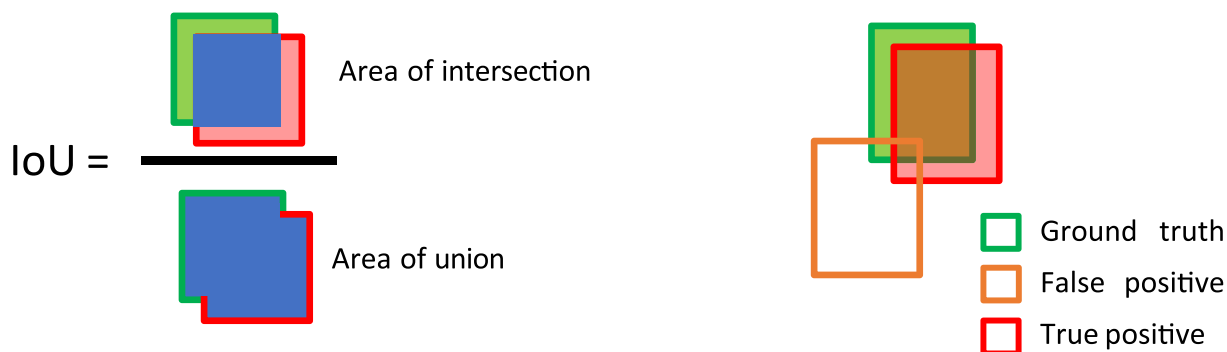 Area of intersection
IoU =
Area of union
Ground truth
False positive
True positive